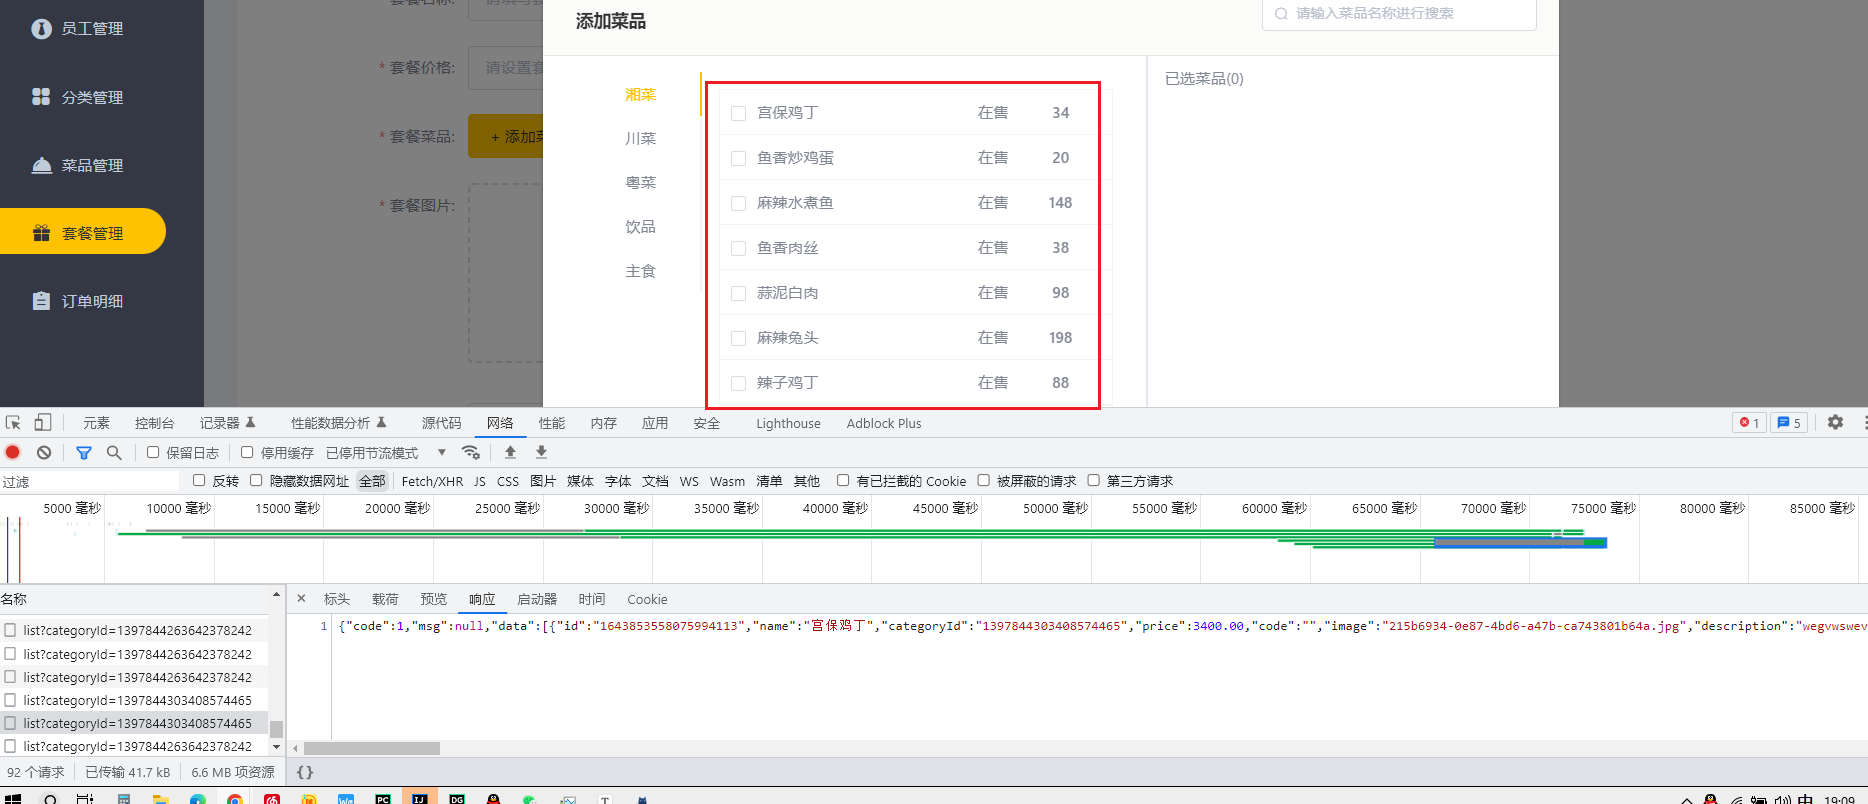 员工管理
分类管理
菜品管理
套餐管理
订单明细
* 套餐价格:
请设置套
* 套餐菜品:
+ 添加菜
* 套餐图片:
添加菜品
请输入菜品名称进行搜索
湘菜
川菜
粤菜
饮品
主食
宫保鸡丁 在售 34
鱼香炒鸡蛋 在售 20
麻辣水煮鱼 在售 148
鱼香肉丝 在售 38
蒜泥白肉 在售 98
麻辣兔头 在售 198
辣子鸡丁 在售 88
已选菜品(0)
元素 控制台 记录器 性能数据分析 源代码 网络 性能 内存 应用 安全 Lighthouse Adblock Plus 1 5
保留日志 停用缓存 已停用节流模式
过滤 反转 隐藏数据网址 全部 Fetch/XHR JS CSS 图片 媒体 字体 文档 WS Wasm 清单 其他 有已拦截的 Cookie 被屏蔽的请求 第三方请求
5000 毫秒 10000 毫秒 15000 毫秒 20000 毫秒 25000 毫秒 30000 毫秒 35000 毫秒 40000 毫秒 45000 毫秒 50000 毫秒 55000 毫秒 60000 毫秒 65000 毫秒 70000 毫秒 75000 毫秒 80000 毫秒 85000 毫秒
名称
list?categoryId=1397844263642378242
list?categoryId=1397844263642378242
list?categoryId=1397844263642378242
list?categoryId=1397844303408574465
list?categoryId=1397844303408574465
list?categoryId=1397844263642378242
92 个请求 已传输 41.7 kB 6.6 MB 项资源
× 标头 载荷 预览 响应 启动器 时间 Cookie
1 {"code":1,"msg":null,"data":[{"id":"1643853558075994113","name":"宫保鸡丁","categoryId":"1397844303408574465","price":3400.00,"code":"","image":"215b6934-0e87-4bd6-a47b-ca743801b64a.jpg","description":"wegvwswev
{}
中 19:09